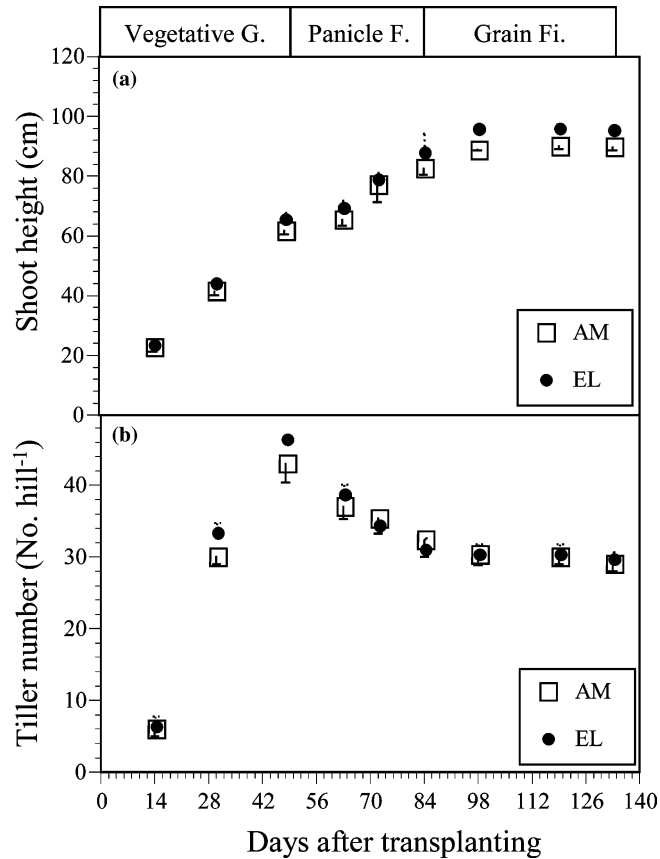 Vegetative G. Panicle F. Grain Fi.
120
(a)
100
80
60
40
20
0
Shoot height (cm)
AM
EL
(b)
40
30
20
10
0
Tiller number (No. hill⁻¹)
AM
EL
0 14 28 42 56 70 84 98 112 126 140
Days after transplanting